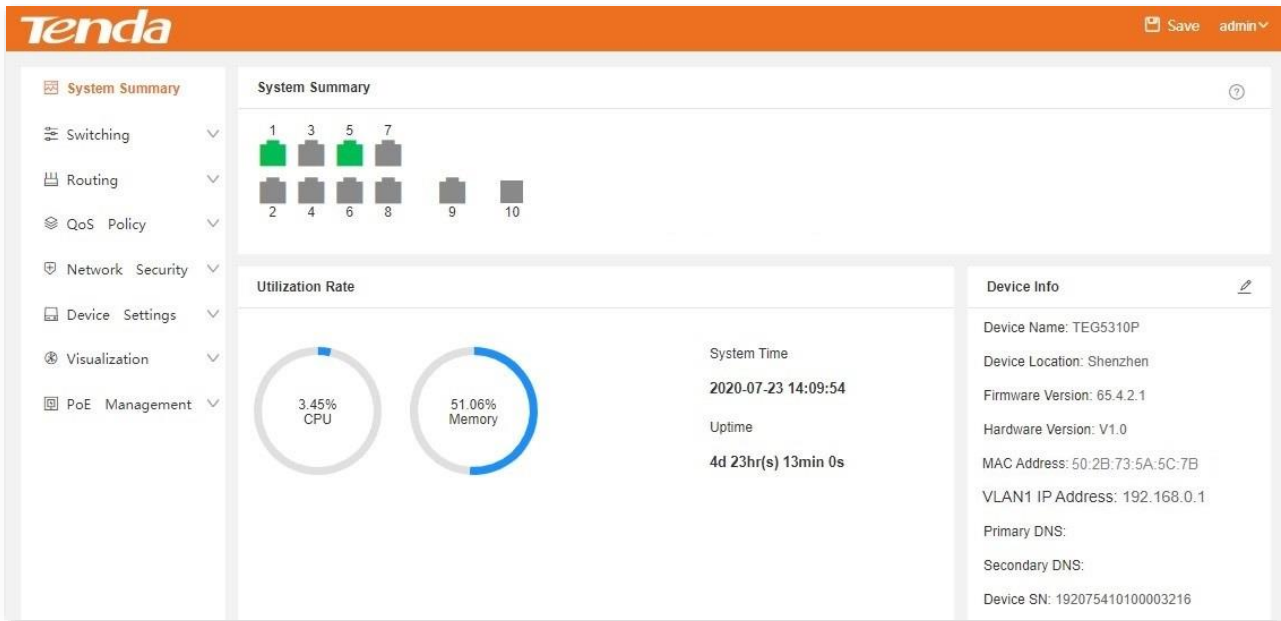 Tenda
Save admin
System Summary
Switching
Routing
QoS Policy
Network Security
Device Settings
Visualization
PoE Management
System Summary
1 3 5 7
2 4 6 8 9 10
Utilization Rate
3.45%
CPU
51.06%
Memory
System Time
2020-07-23 14:09:54
Uptime
4d 23hr(s) 13min 0s
Device Info
Device Name: TEG5310P
Device Location: Shenzhen
Firmware Version: 65.4.2.1
Hardware Version: V1.0
MAC Address: 50:2B:73:5A:5C:7B
VLAN1 IP Address: 192.168.0.1
Primary DNS:
Secondary DNS:
Device SN: 192075410100003216